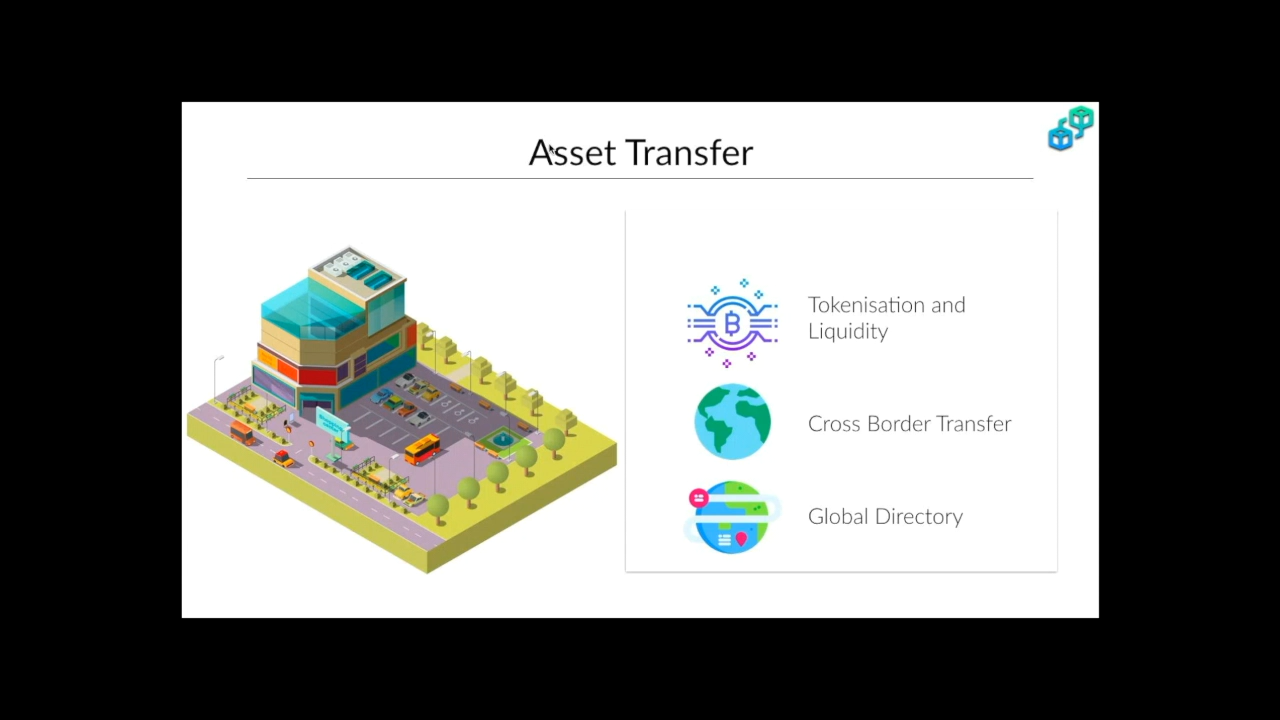 Asset Transfer
Tokenisation and
Liquidity
Cross Border Transfer
Global Directory